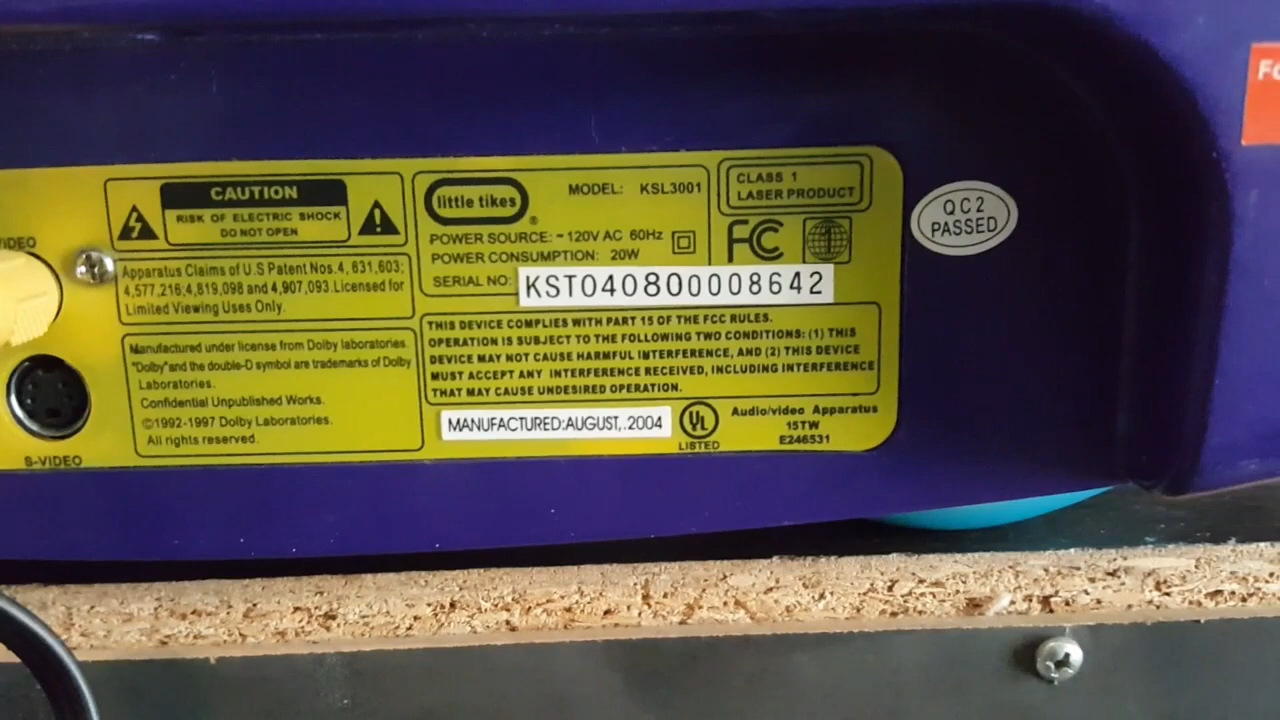 CAUTION
RISK OF ELECTRIC SHOCK
DO NOT OPEN
Apparatus Claims of U.S Patent Nos.4, 631,603;
4,577,216;4,819,098 and 4,907,093.Licensed for
Limited Viewing Uses Only.
Manufactured under license from Dolby laboratories.
"Dolby"and the double-D symbol are trademarks of Dolby
Laboratories.
Confidential Unpublished Works.
©1992-1997 Dolby Laboratories.
All rights reserved.
S-VIDEO
little tikes ®
MODEL: KSL3001
POWER SOURCE: ~ 120V AC 60Hz
POWER CONSUMPTION: 20W
SERIAL NO: KST040800008642
CLASS 1
LASER PRODUCT
FC
THIS DEVICE COMPLIES WITH PART 15 OF THE FCC RULES.
OPERATION IS SUBJECT TO THE FOLLOWING TWO CONDITIONS: (1) THIS
DEVICE MAY NOT CAUSE HARMFUL INTERFERENCE, AND (2) THIS DEVICE
MUST ACCEPT ANY INTERFERENCE RECEIVED, INCLUDING INTERFERENCE
THAT MAY CAUSE UNDESIRED OPERATION.
MANUFACTURED:AUGUST,.2004
UL
LISTED
Audio/video Apparatus
15TW
E246531
QC2
PASSED